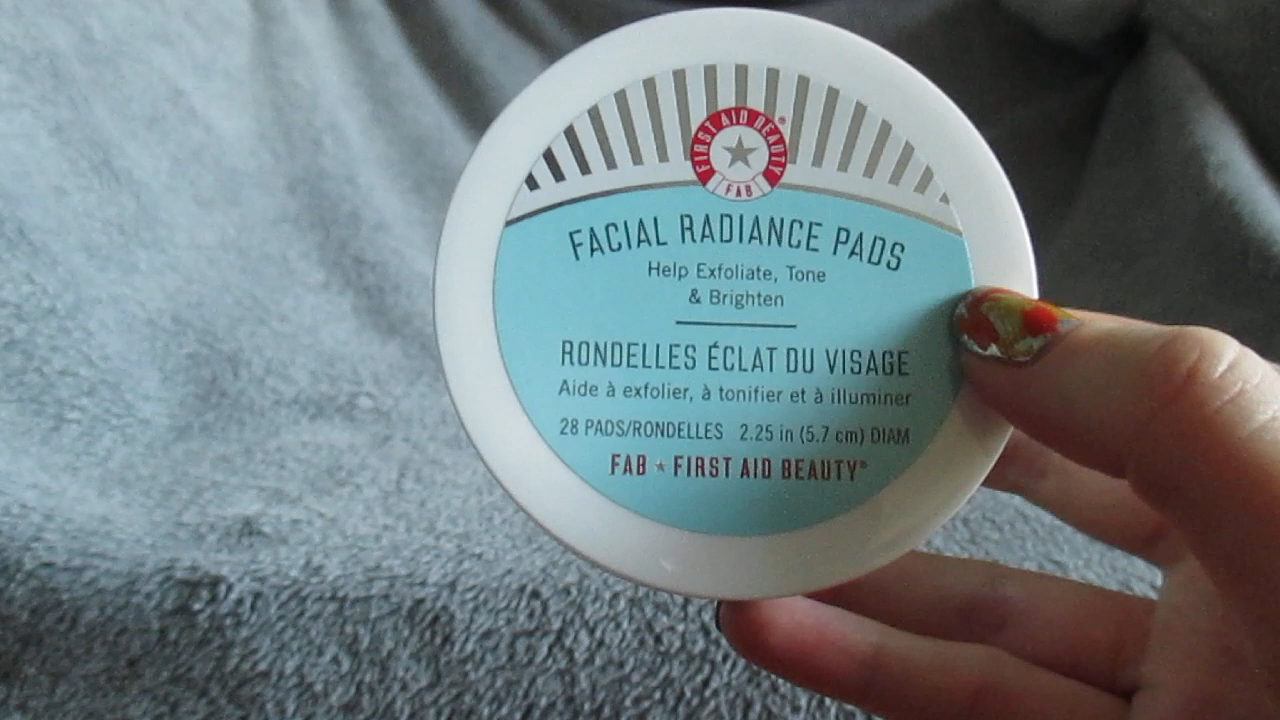 FIRST AID BEAUTY®
FAB
FACIAL RADIANCE PADS
Help Exfoliate, Tone
& Brighten
RONDELLES ÉCLAT DU VISAGE
Aide à exfolier, à tonifier et à illuminer
28 PADS/RONDELLES 2.25 in (5.7 cm) DIAM
FAB ★ FIRST AID BEAUTY®